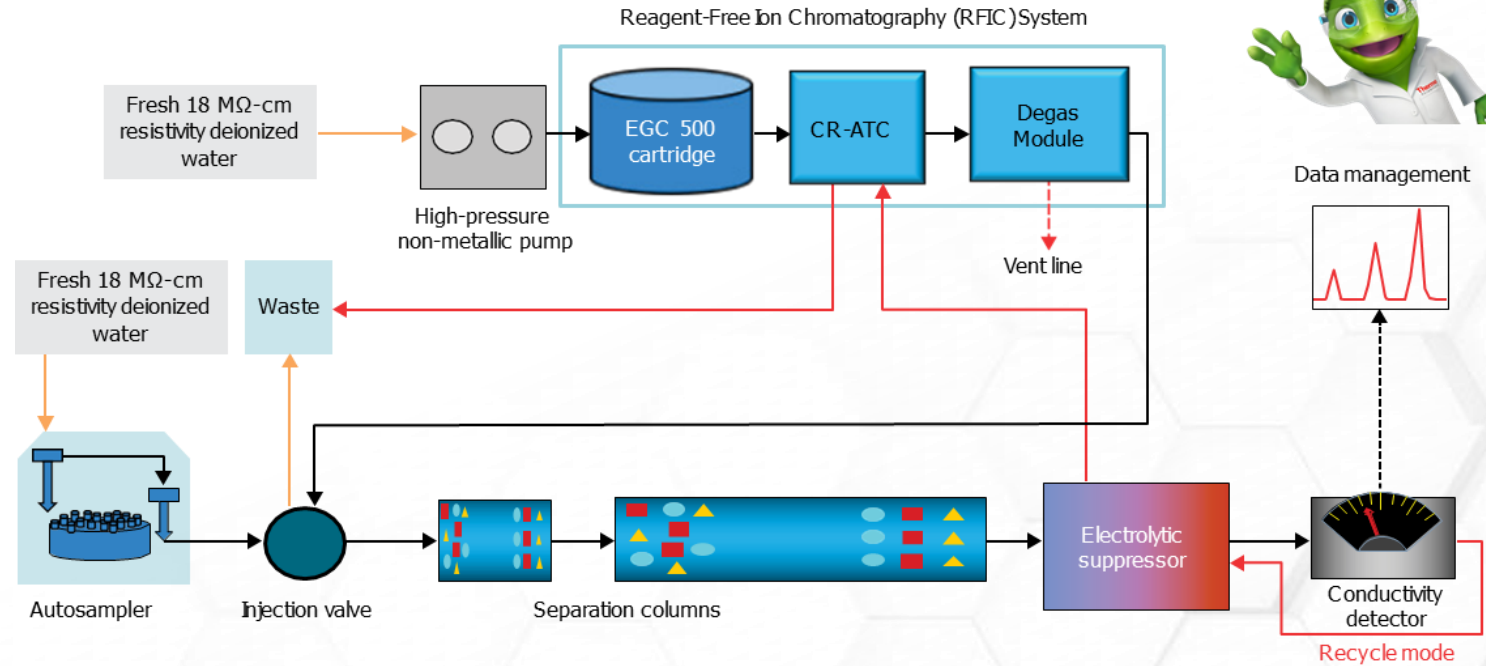 Reagent-Free Ion Chromatography (RFIC) System
Fresh 18 MΩ-cm
resistivity deionized
water
EGC 500
cartridge
CR-ATC
Degas
Module
High-pressure
non-metallic pump
Vent line
Data management
Fresh 18 MΩ-cm
resistivity deionized
water
Waste
Autosampler
Injection valve
Separation columns
Electrolytic
suppressor
Conductivity
detector
Recycle mode